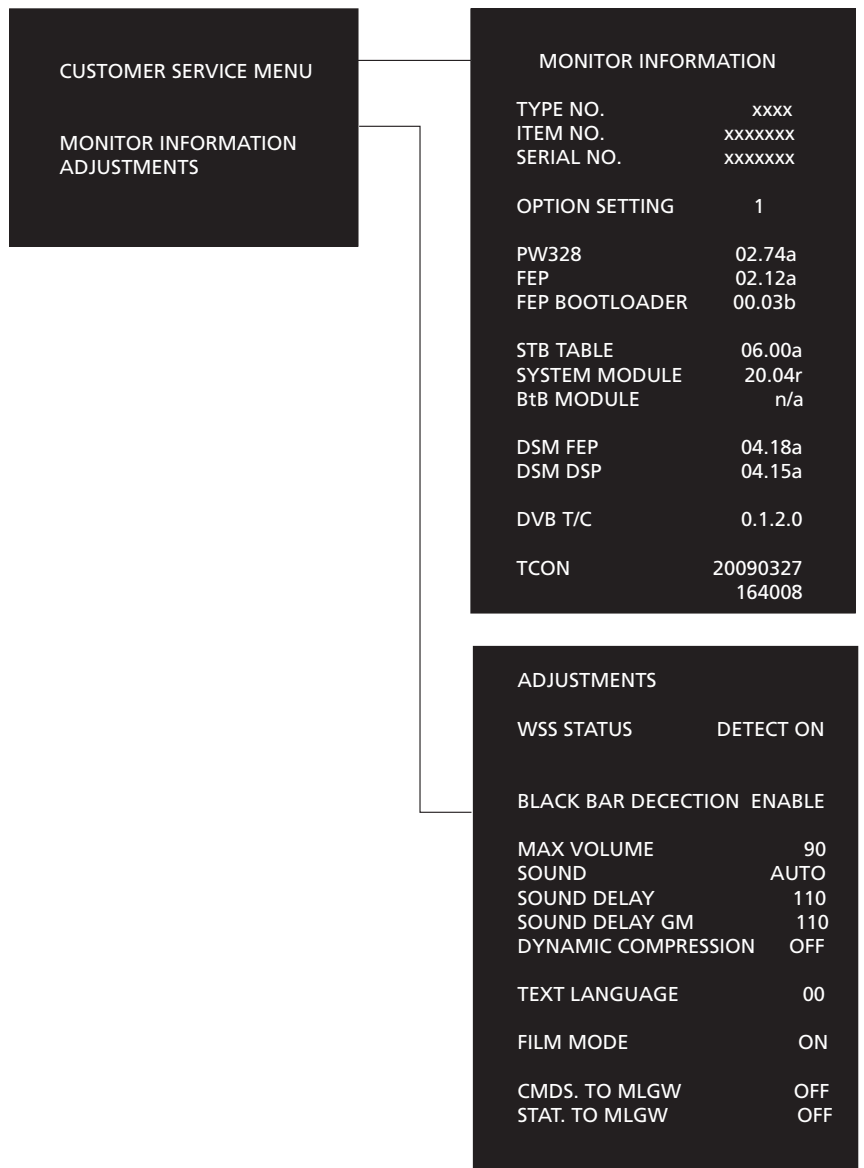 CUSTOMER SERVICE MENU
MONITOR INFORMATION
ADJUSTMENTS
MONITOR INFORMATION
TYPE NO. xxxx
ITEM NO. xxxxxxx
SERIAL NO. xxxxxxx
OPTION SETTING 1
PW328 02.74a
FEP 02.12a
FEP BOOTLOADER 00.03b
STB TABLE 06.00a
SYSTEM MODULE 20.04r
BtB MODULE n/a
DSM FEP 04.18a
DSM DSP 04.15a
DVB T/C 0.1.2.0
TCON 20090327
164008
ADJUSTMENTS
WSS STATUS DETECT ON
BLACK BAR DECECTION ENABLE
MAX VOLUME 90
SOUND AUTO
SOUND DELAY 110
SOUND DELAY GM 110
DYNAMIC COMPRESSION OFF
TEXT LANGUAGE 00
FILM MODE ON
CMDS. TO MLGW OFF
STAT. TO MLGW OFF